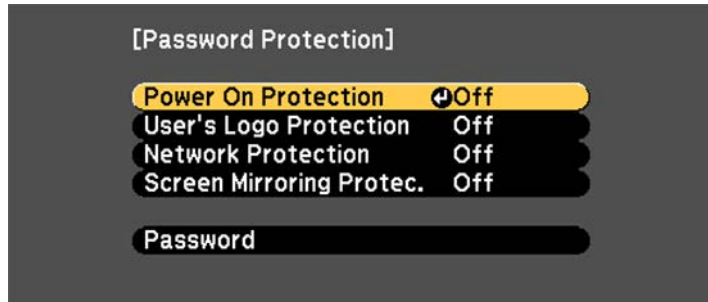 [Password Protection]
Power On Protection Off
User's Logo Protection Off
Network Protection Off
Screen Mirroring Protec. Off
Password